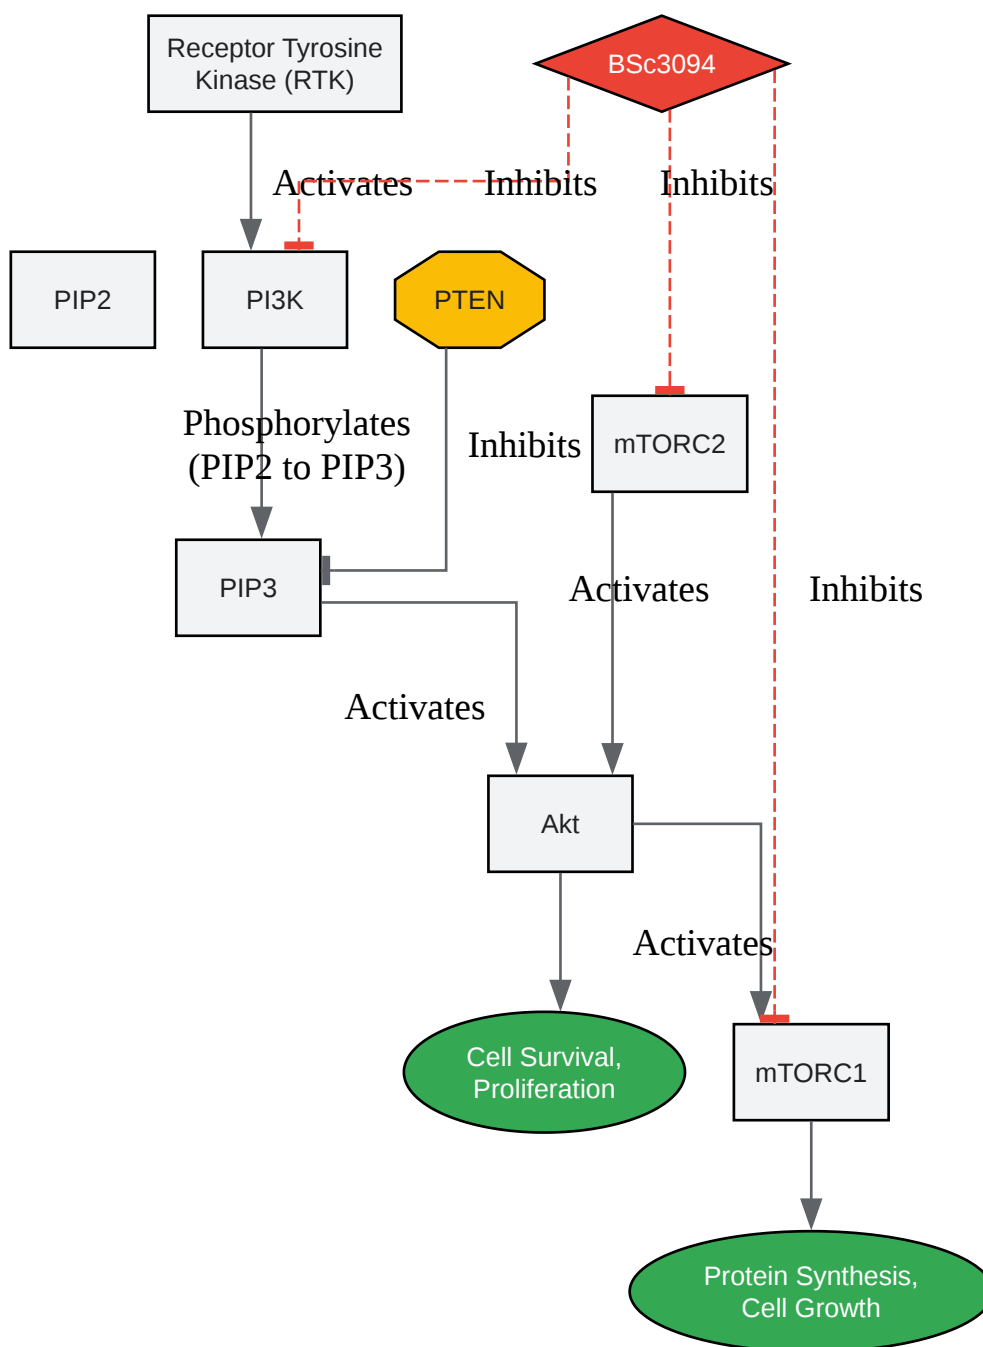 Receptor Tyrosine
Kinase (RTK)
BSc3094
Activates
Inhibits
Inhibits
PIP2
PI3K
PTEN
Phosphorylates
(PIP2 to PIP3)
Inhibits
mTORC2
PIP3
Activates
Inhibits
Activates
Akt
Activates
Cell Survival,
Proliferation
mTORC1
Protein Synthesis,
Cell Growth